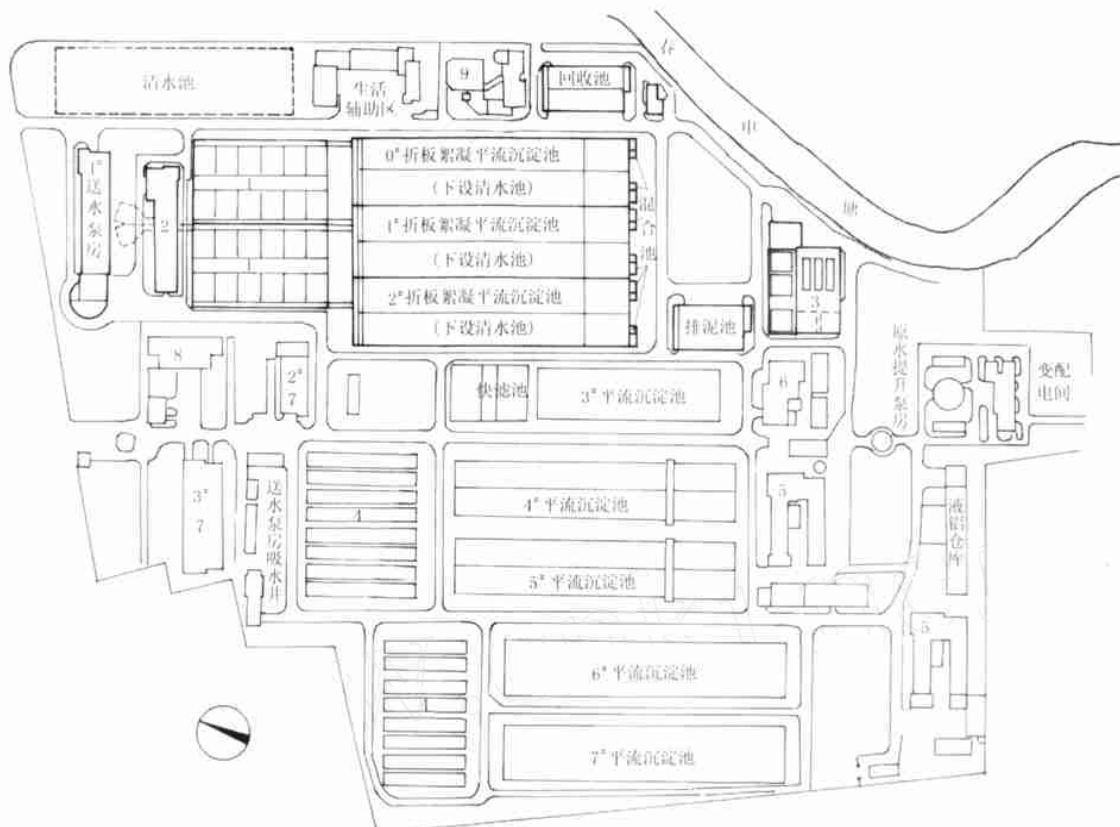 春
申
塘
清水池
生活
辅助区
9
回收池
1#送水泵房
2
1
1
0#折板絮凝平流沉淀池
(下设清水池)
1#折板絮凝平流沉淀池
(下设清水池)
2#折板絮凝平流沉淀池
(下设清水池)
混合池
排泥池
3
原水提升泵房
变配
电间
8
2#
7
快滤池
3#平流沉淀池
6
3#
7
送水泵房吸水井
4
4#平流沉淀池
5#平流沉淀池
5
液铝仓库
5
6#平流沉淀池
7#平流沉淀池